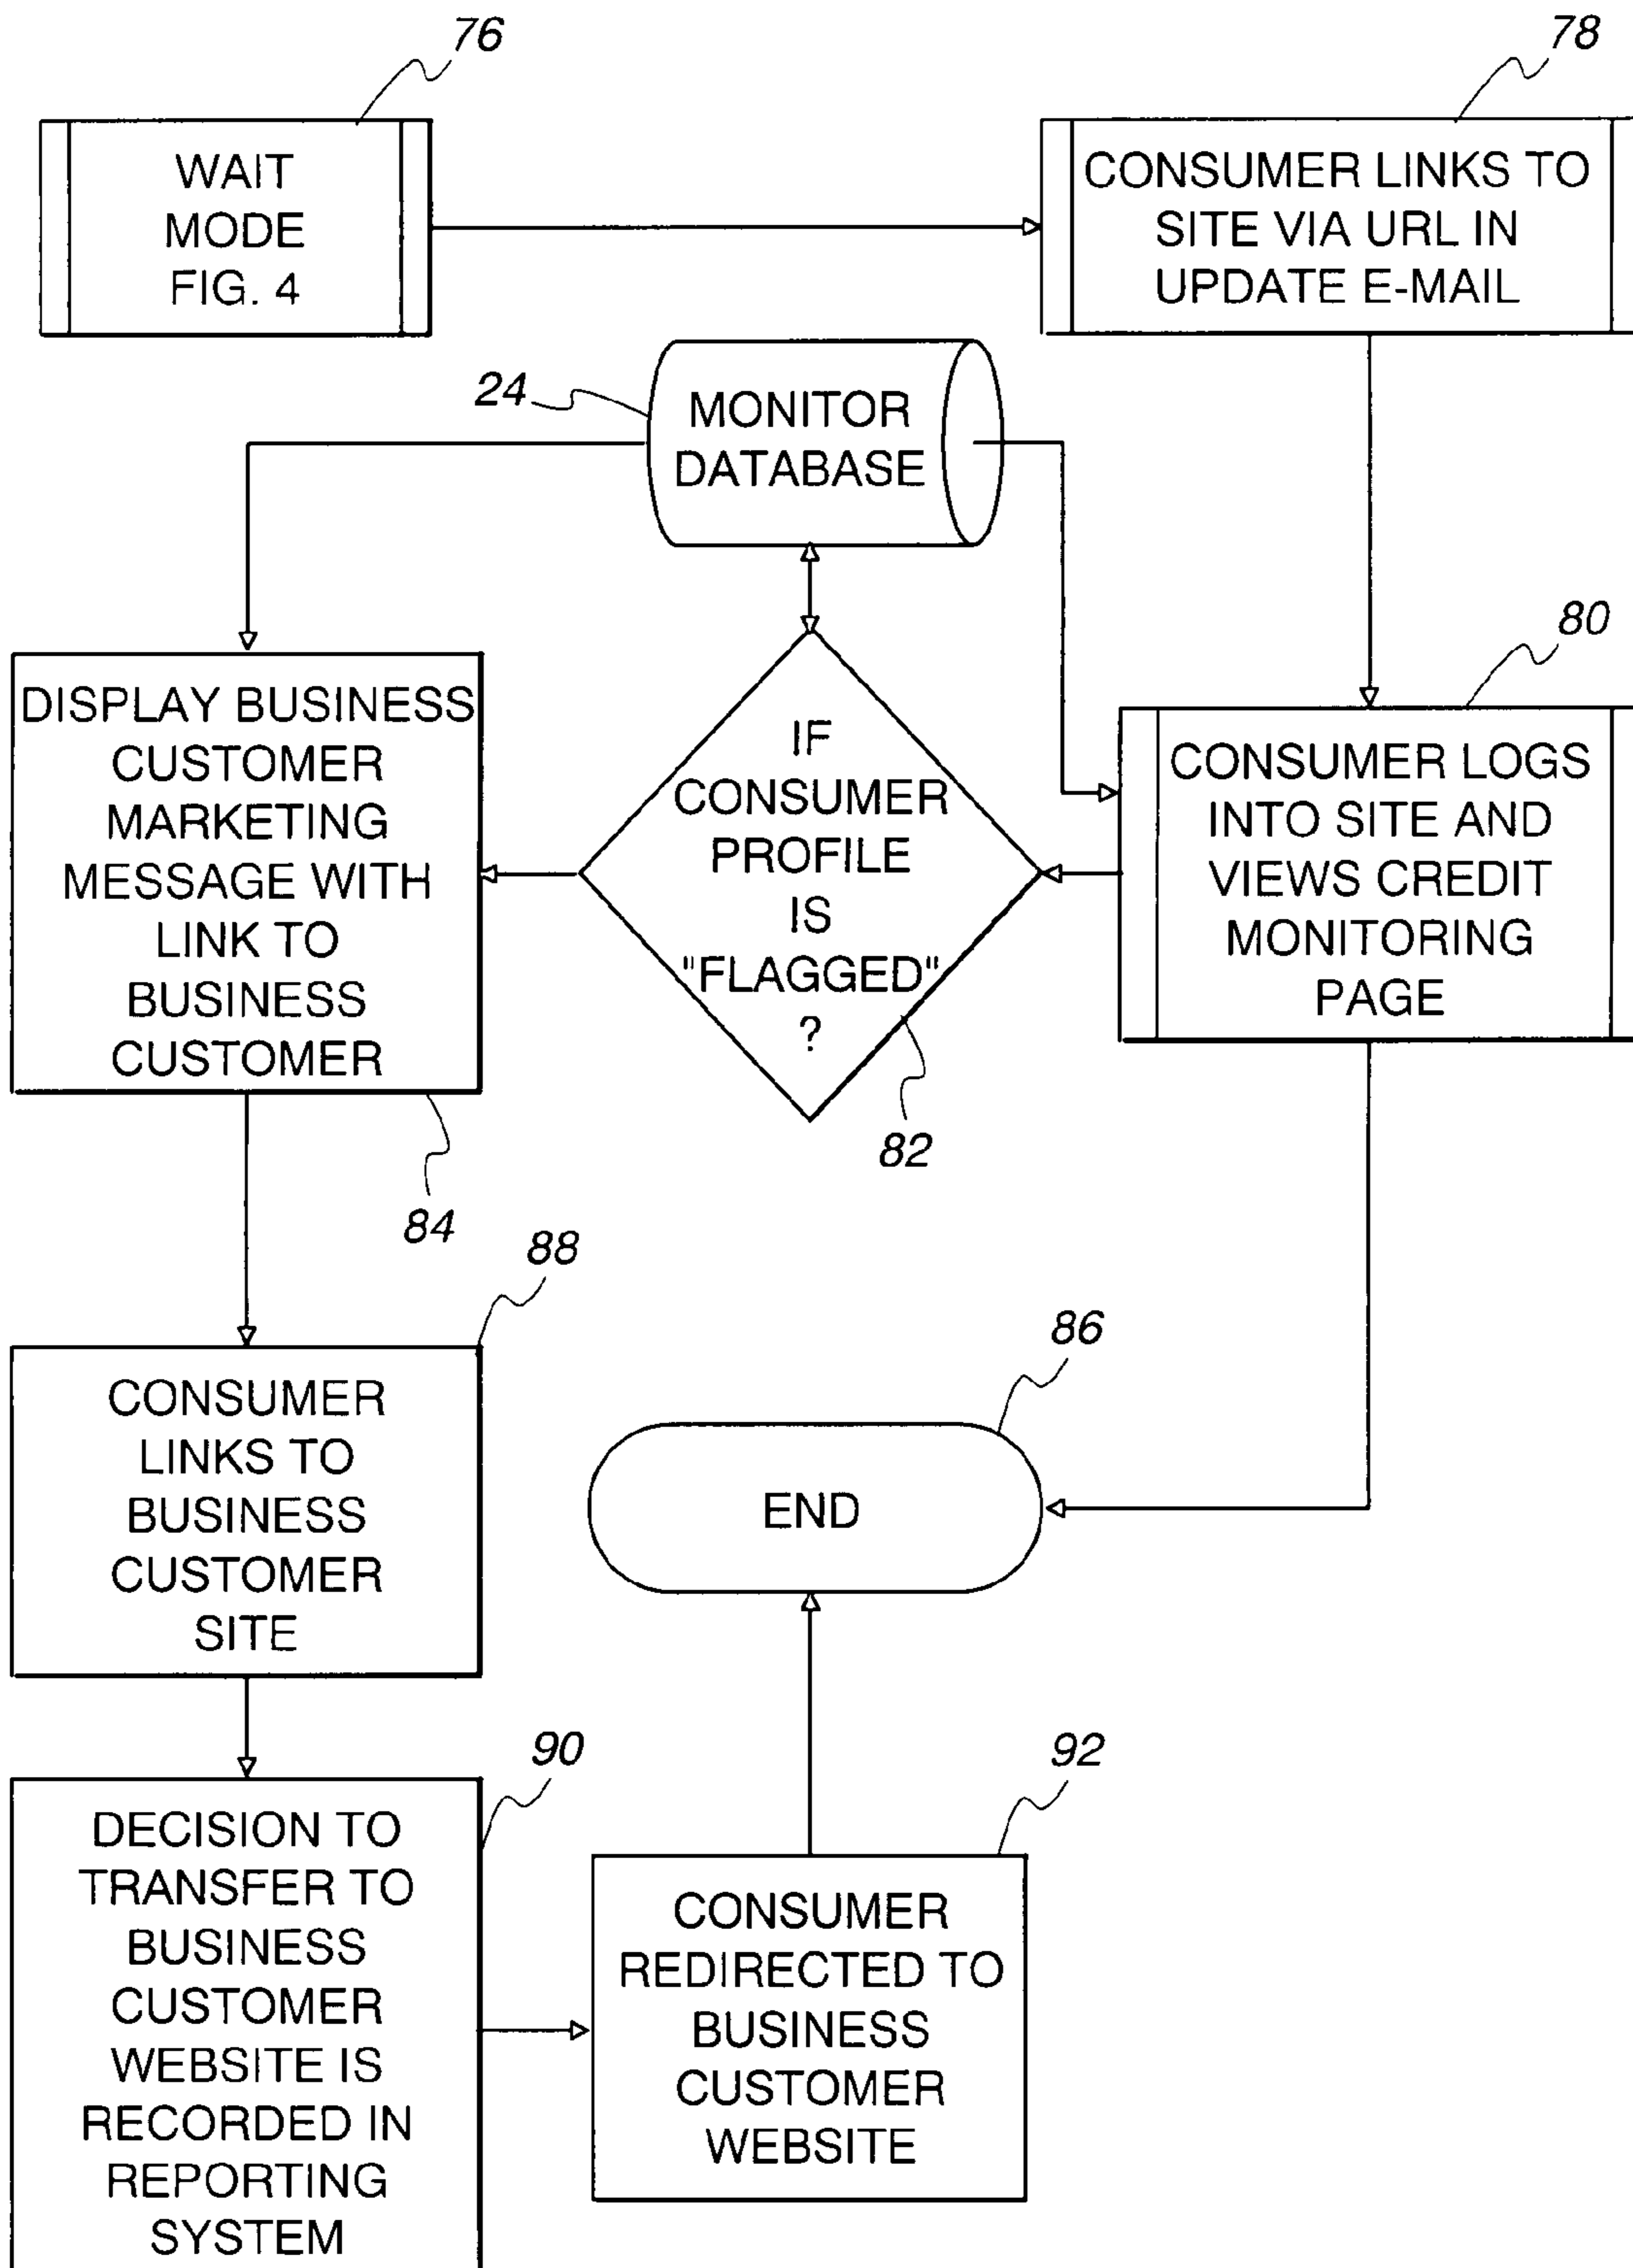 76
78
WAIT
MODE
FIG. 4
CONSUMER LINKS TO
SITE VIA URL IN
UPDATE E-MAIL
24
MONITOR
DATABASE
80
DISPLAY BUSINESS
CUSTOMER
MARKETING
MESSAGE WITH
LINK TO
BUSINESS
CUSTOMER
IF
CONSUMER
PROFILE
IS
"FLAGGED"
?
CONSUMER LOGS
INTO SITE AND
VIEWS CREDIT
MONITORING
PAGE
82
84
88
86
CONSUMER
LINKS TO
BUSINESS
CUSTOMER
SITE
END
90
92
DECISION TO
TRANSFER TO
BUSINESS
CUSTOMER
WEBSITE IS
RECORDED IN
REPORTING
SYSTEM
CONSUMER
REDIRECTED TO
BUSINESS
CUSTOMER
WEBSITE